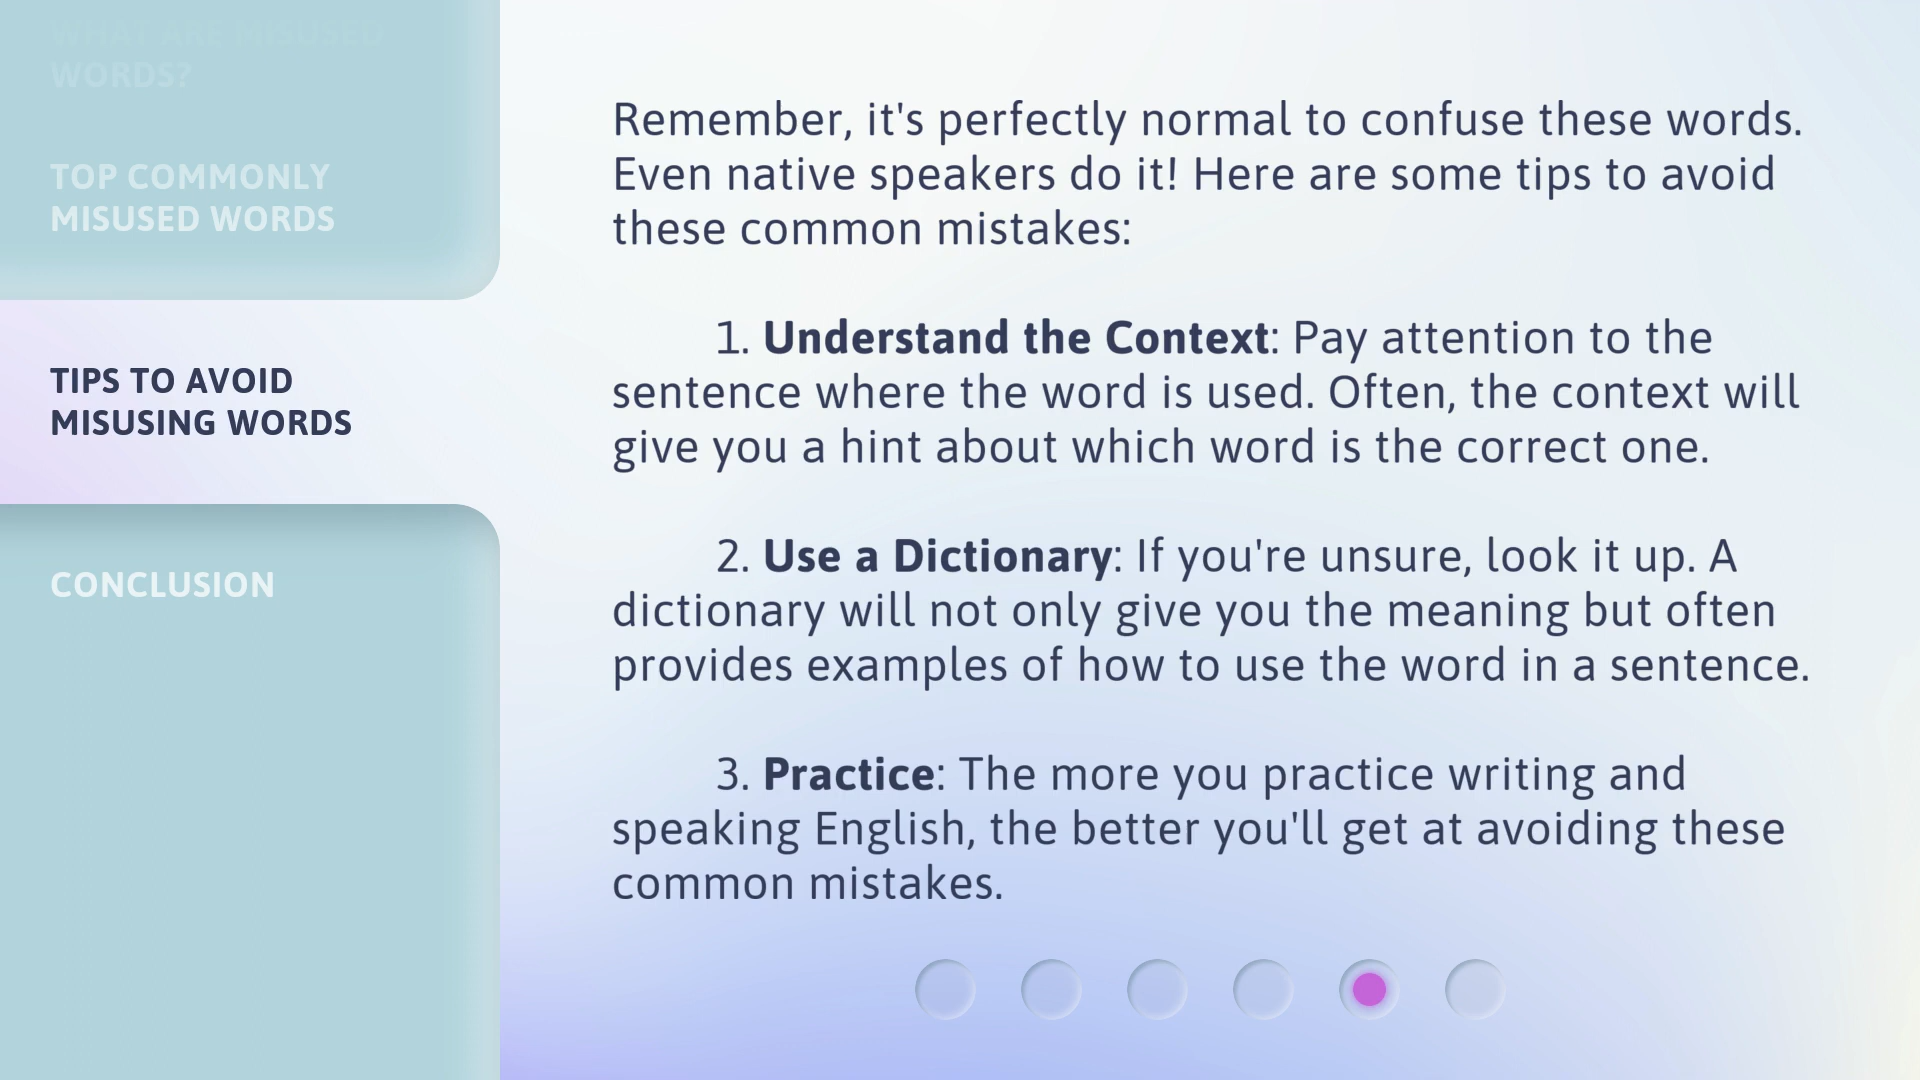 WHAT ARE MISUSED
WORDS?
TOP COMMONLY
MISUSED WORDS
TIPS TO AVOID
MISUSING WORDS
CONCLUSION
Remember, it's perfectly normal to confuse these words.
Even native speakers do it! Here are some tips to avoid
these common mistakes:
1. Understand the Context: Pay attention to the
sentence where the word is used. Often, the context will
give you a hint about which word is the correct one.
2. Use a Dictionary: If you're unsure, look it up. A
dictionary will not only give you the meaning but often
provides examples of how to use the word in a sentence.
3. Practice: The more you practice writing and
speaking English, the better you'll get at avoiding these
common mistakes.